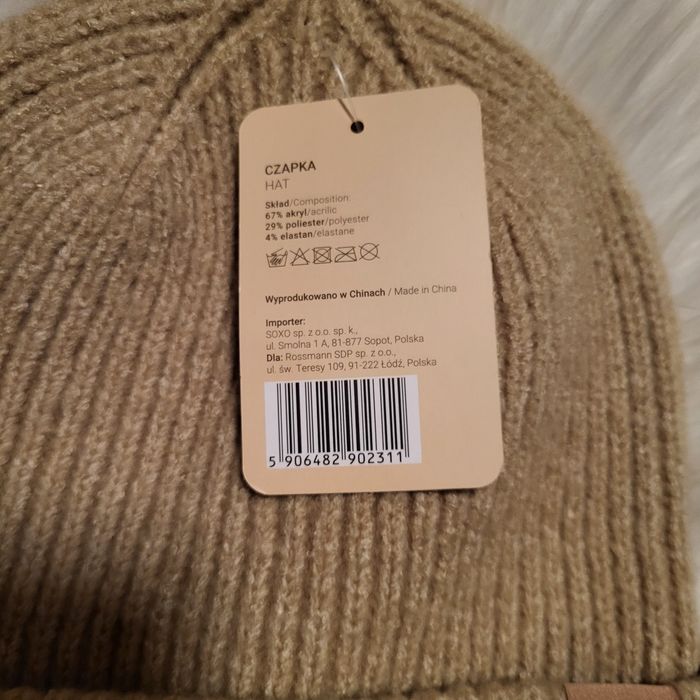 CZAPKA
HAT
Skład/Composition:
67% akryl/acrilic
29% poliester/polyester
4% elastan/elastane
Wyprodukowano w Chinach / Made in China
Importer:
SOXO sp. z o.o. sp. k.,
ul. Smolna 1 A, 81-877 Sopot, Polska
Dla: Rossmann SDP sp. z o.o.,
ul. św. Teresy 109, 91-222 Łódź, Polska
5 906482 902311